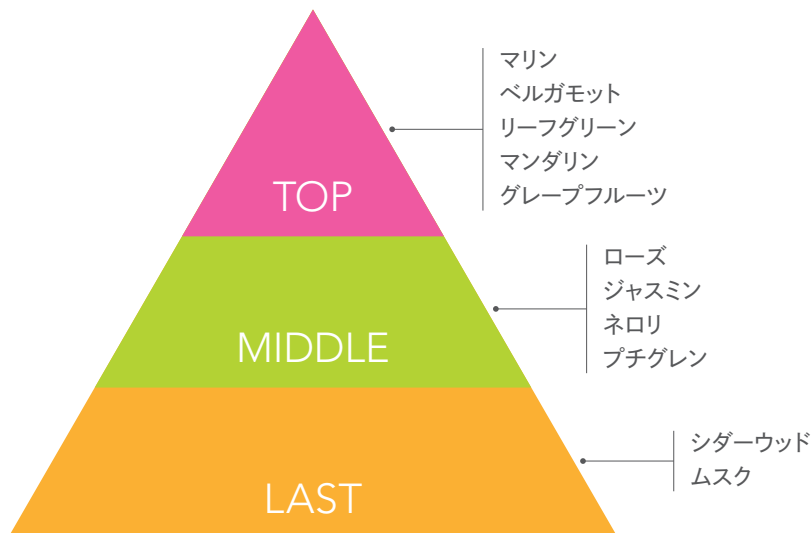 TOP
マリン
ベルガモット
リーフグリーン
マンダリン
グレープフルーツ
MIDDLE
ローズ
ジャスミン
ネロリ
プチグレン
LAST
シダーウッド
ムスク